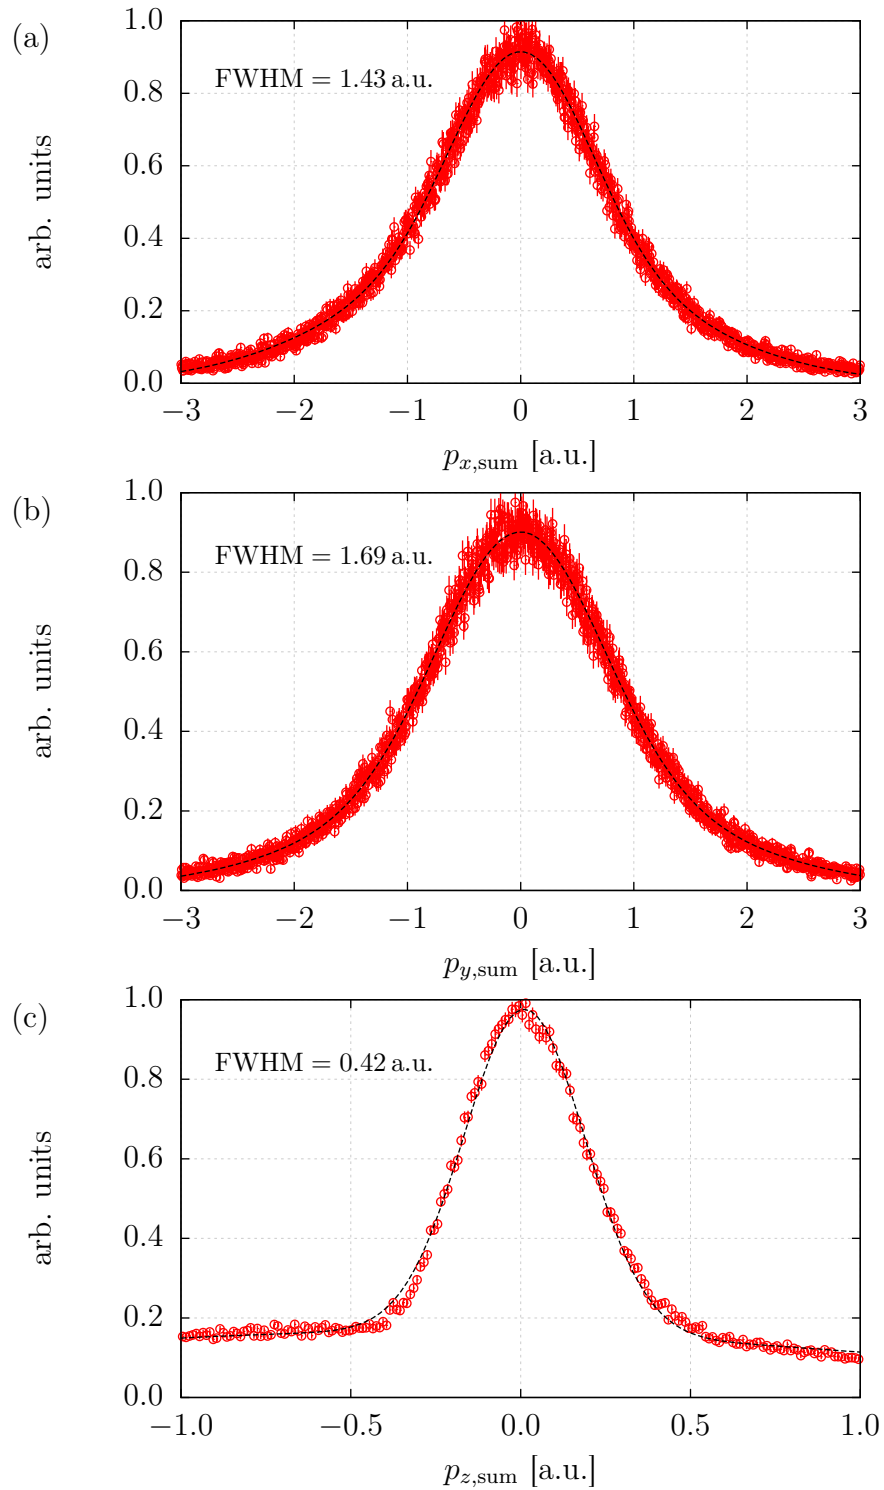 (a)
FWHM = 1.43 a.u.
arb. units
1.0
0.8
0.6
0.4
0.2
0.0
−3 −2 −1 0 1 2 3
p_{x,sum} [a.u.]
(b)
FWHM = 1.69 a.u.
arb. units
1.0
0.8
0.6
0.4
0.2
0.0
−3 −2 −1 0 1 2 3
p_{y,sum} [a.u.]
(c)
FWHM = 0.42 a.u.
arb. units
1.0
0.8
0.6
0.4
0.2
0.0
−1.0 −0.5 0.0 0.5 1.0
p_{z,sum} [a.u.]